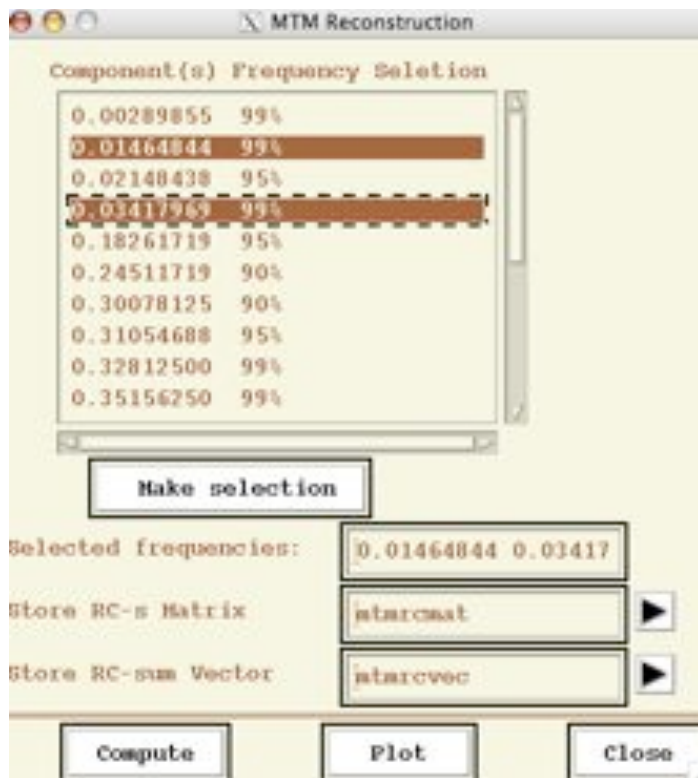 MTM Reconstruction
Component(s) Frequency Seletion
0.00289855 99%
0.01464844 99%
0.02148438 95%
0.03417969 99%
0.18261719 95%
0.24511719 90%
0.30078125 90%
0.31054688 95%
0.32812500 99%
0.35156250 99%
Make selection
Selected frequencies: 0.01464844 0.03417
Store RC-s Matrix mtmrcmat
Store RC-sum Vector mtmrcvec
Compute Plot Close